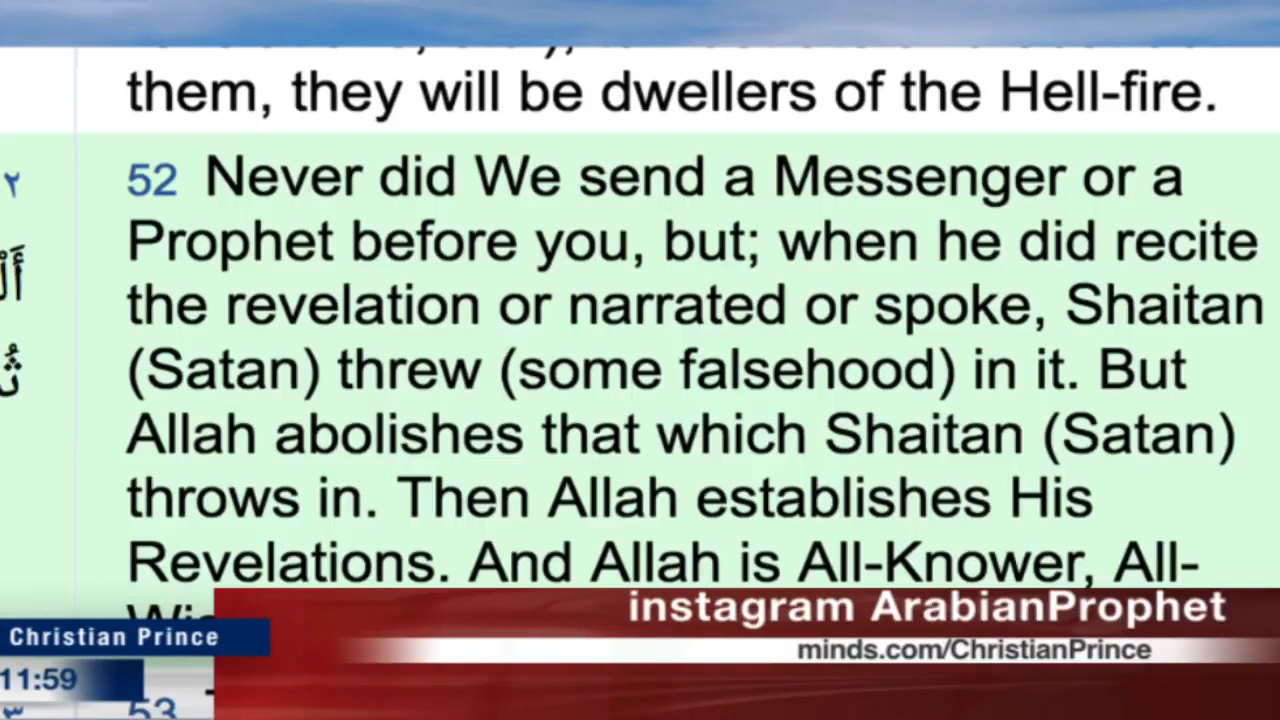 them, they will be dwellers of the Hell-fire.
52 Never did We send a Messenger or a
Prophet before you, but; when he did recite
the revelation or narrated or spoke, Shaitan
(Satan) threw (some falsehood) in it. But
Allah abolishes that which Shaitan (Satan)
throws in. Then Allah establishes His
Revelations. And Allah is All-Knower, All-
٢
instagram ArabianProphet
Christian Prince
minds.com/ChristianPrince
11:59
53
٣